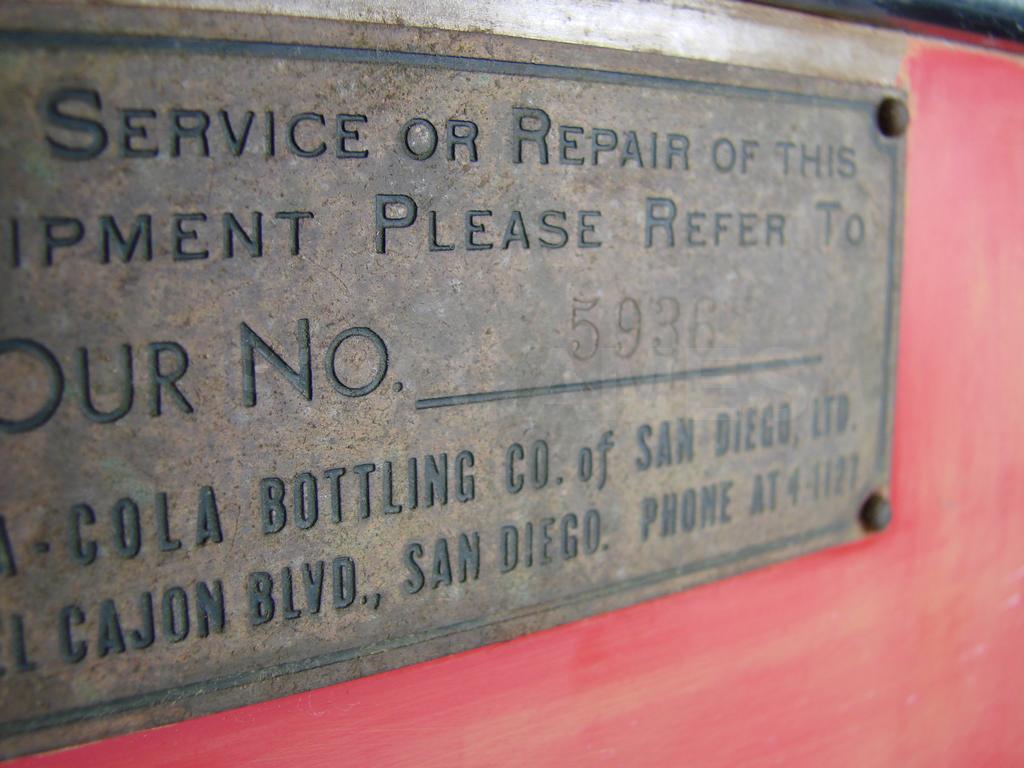 SERVICE OR REPAIR OF THIS
IPMENT PLEASE REFER TO
OUR NO. 5936
A-COLA BOTTLING CO. of SAN DIEGO, LTD.
EL CAJON BLVD., SAN DIEGO. PHONE AT 4-1127